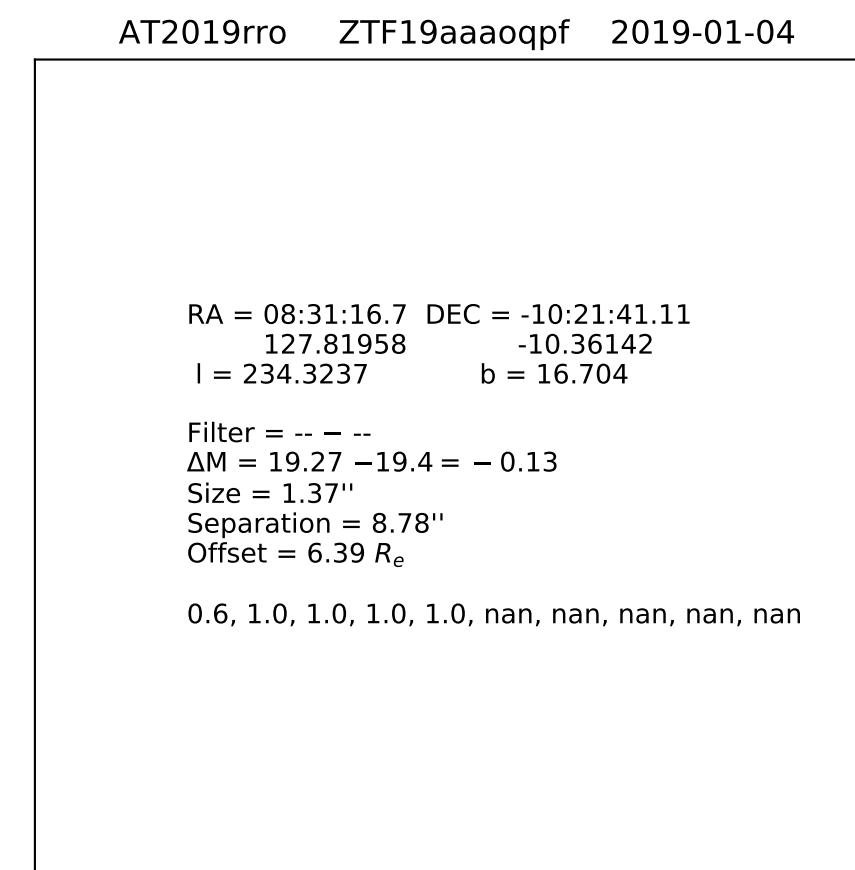 AT2019rro ZTF19aaaoqpf 2019-01-04
RA = 08:31:16.7 DEC = -10:21:41.11
127.81958 -10.36142
l = 234.3237 b = 16.704
Filter = -- − --
ΔM = 19.27 −19.4 = − 0.13
Size = 1.37''
Separation = 8.78''
Offset = 6.39 Rₑ
0.6, 1.0, 1.0, 1.0, 1.0, nan, nan, nan, nan, nan